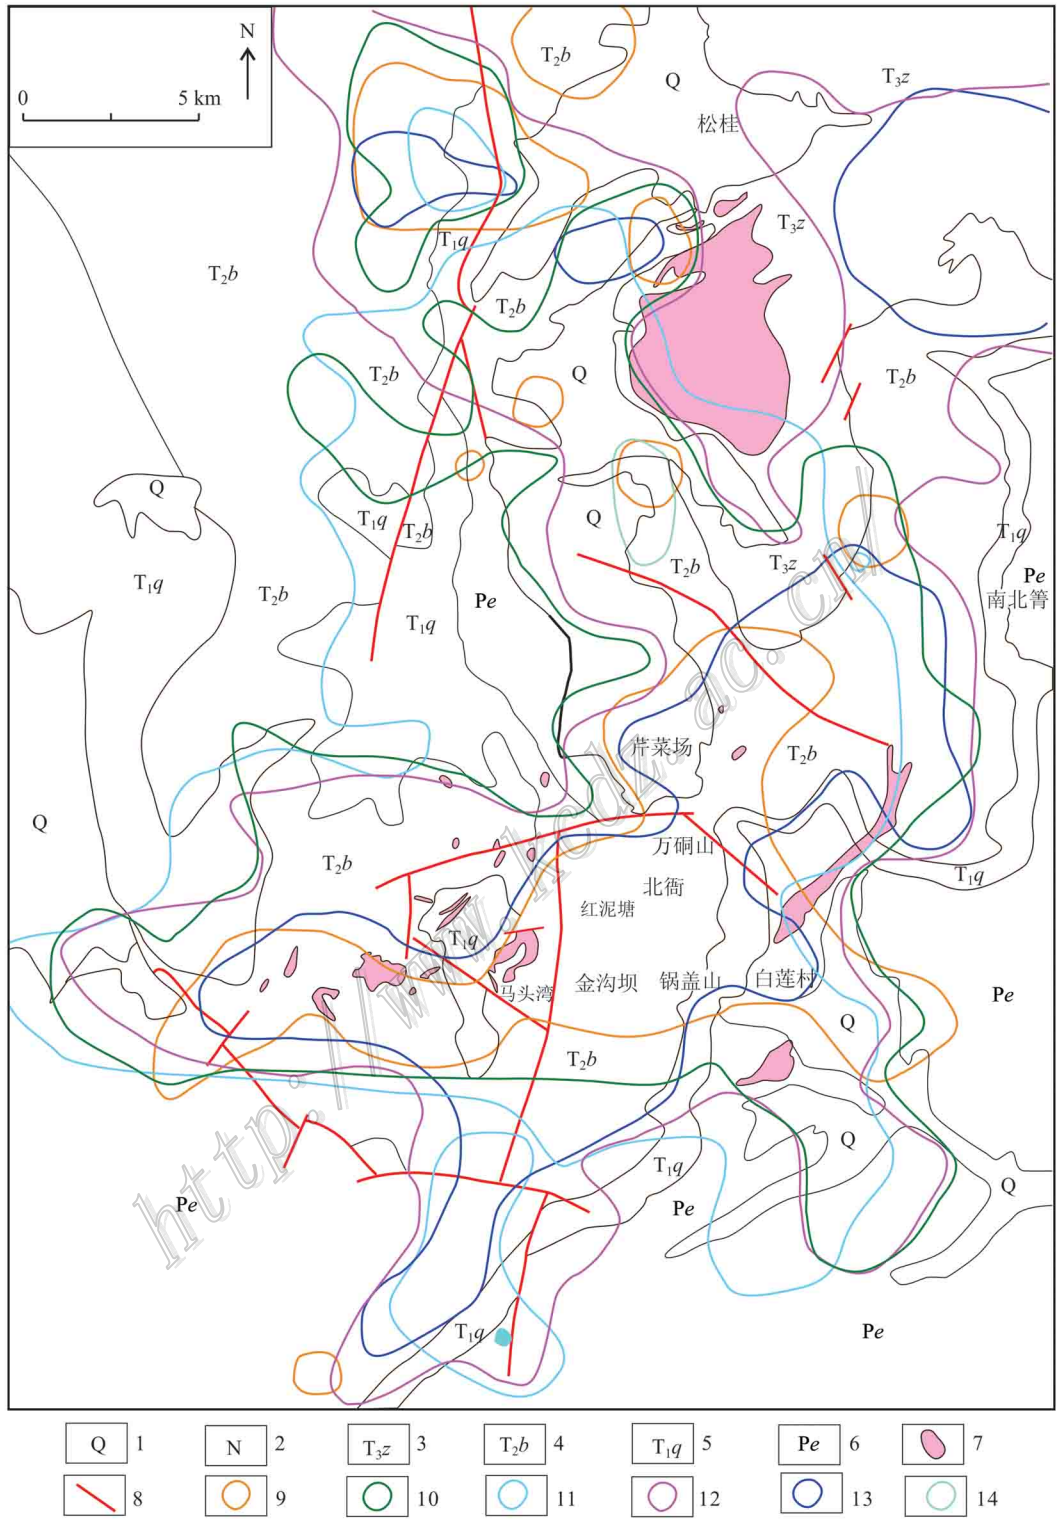 N
0 5 km
T₂b
Q
T₃z
松桂
T₃z
T₁q
T₂b
T₂b
T₂b
Q
T₂b
Q
T₁q
T₂b
Q
T₁q
T₂b
T₃z
T₁q
Pe
T₁q
T₂b
Pe
南北箐
T₁q
芹菜场
T₂b
Q
万硐山
T₂b
北衙
T₁q
红泥塘
T₁q
金沟坝
锅盖山
白莲村
马头湾
Pe
Q
T₂b
Q
T₁q
Q
Pe
Pe
T₁q
Pe
http://www.kcdz.ac.cn/
Q 1
N 2
T₃z 3
T₂b 4
T₁q 5
Pe 6
7
8
9
10
11
12
13
14